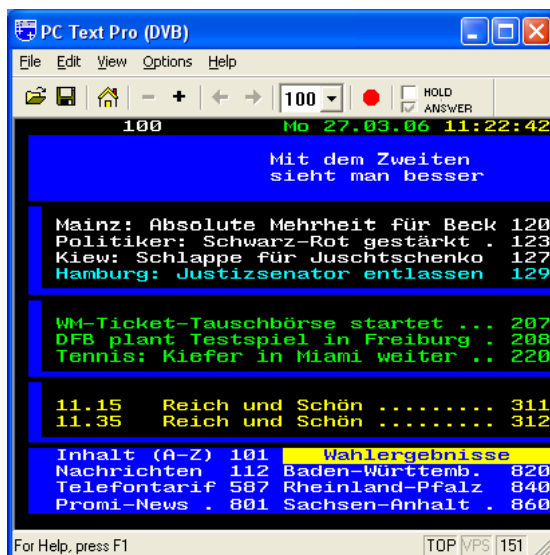 PC Text Pro (DVB)
File Edit View Options Help
100 HOLD
ANSWER
100 Mo 27.03.06 11:22:42
Mit dem Zweiten
sieht man besser
Mainz: Absolute Mehrheit für Beck 120
Politiker: Schwarz-Rot gestärkt . 123
Kiew: Schlappe für Juschtschenko 127
Hamburg: Justizsenator entlassen 129
WM-Ticket-Tauschbörse startet ... 207
DFB plant Testspiel in Freiburg . 208
Tennis: Kiefer in Miami weiter .. 220
11.15 Reich und Schön ......... 311
11.35 Reich und Schön ......... 312
Inhalt (A-Z) 101 Wahlergebnisse
Nachrichten 112 Baden-Württemb. 820
Telefontarif 587 Rheinland-Pfalz 840
Promi-News . 801 Sachsen-Anhalt . 860
For Help, press F1 TOP VPS 151